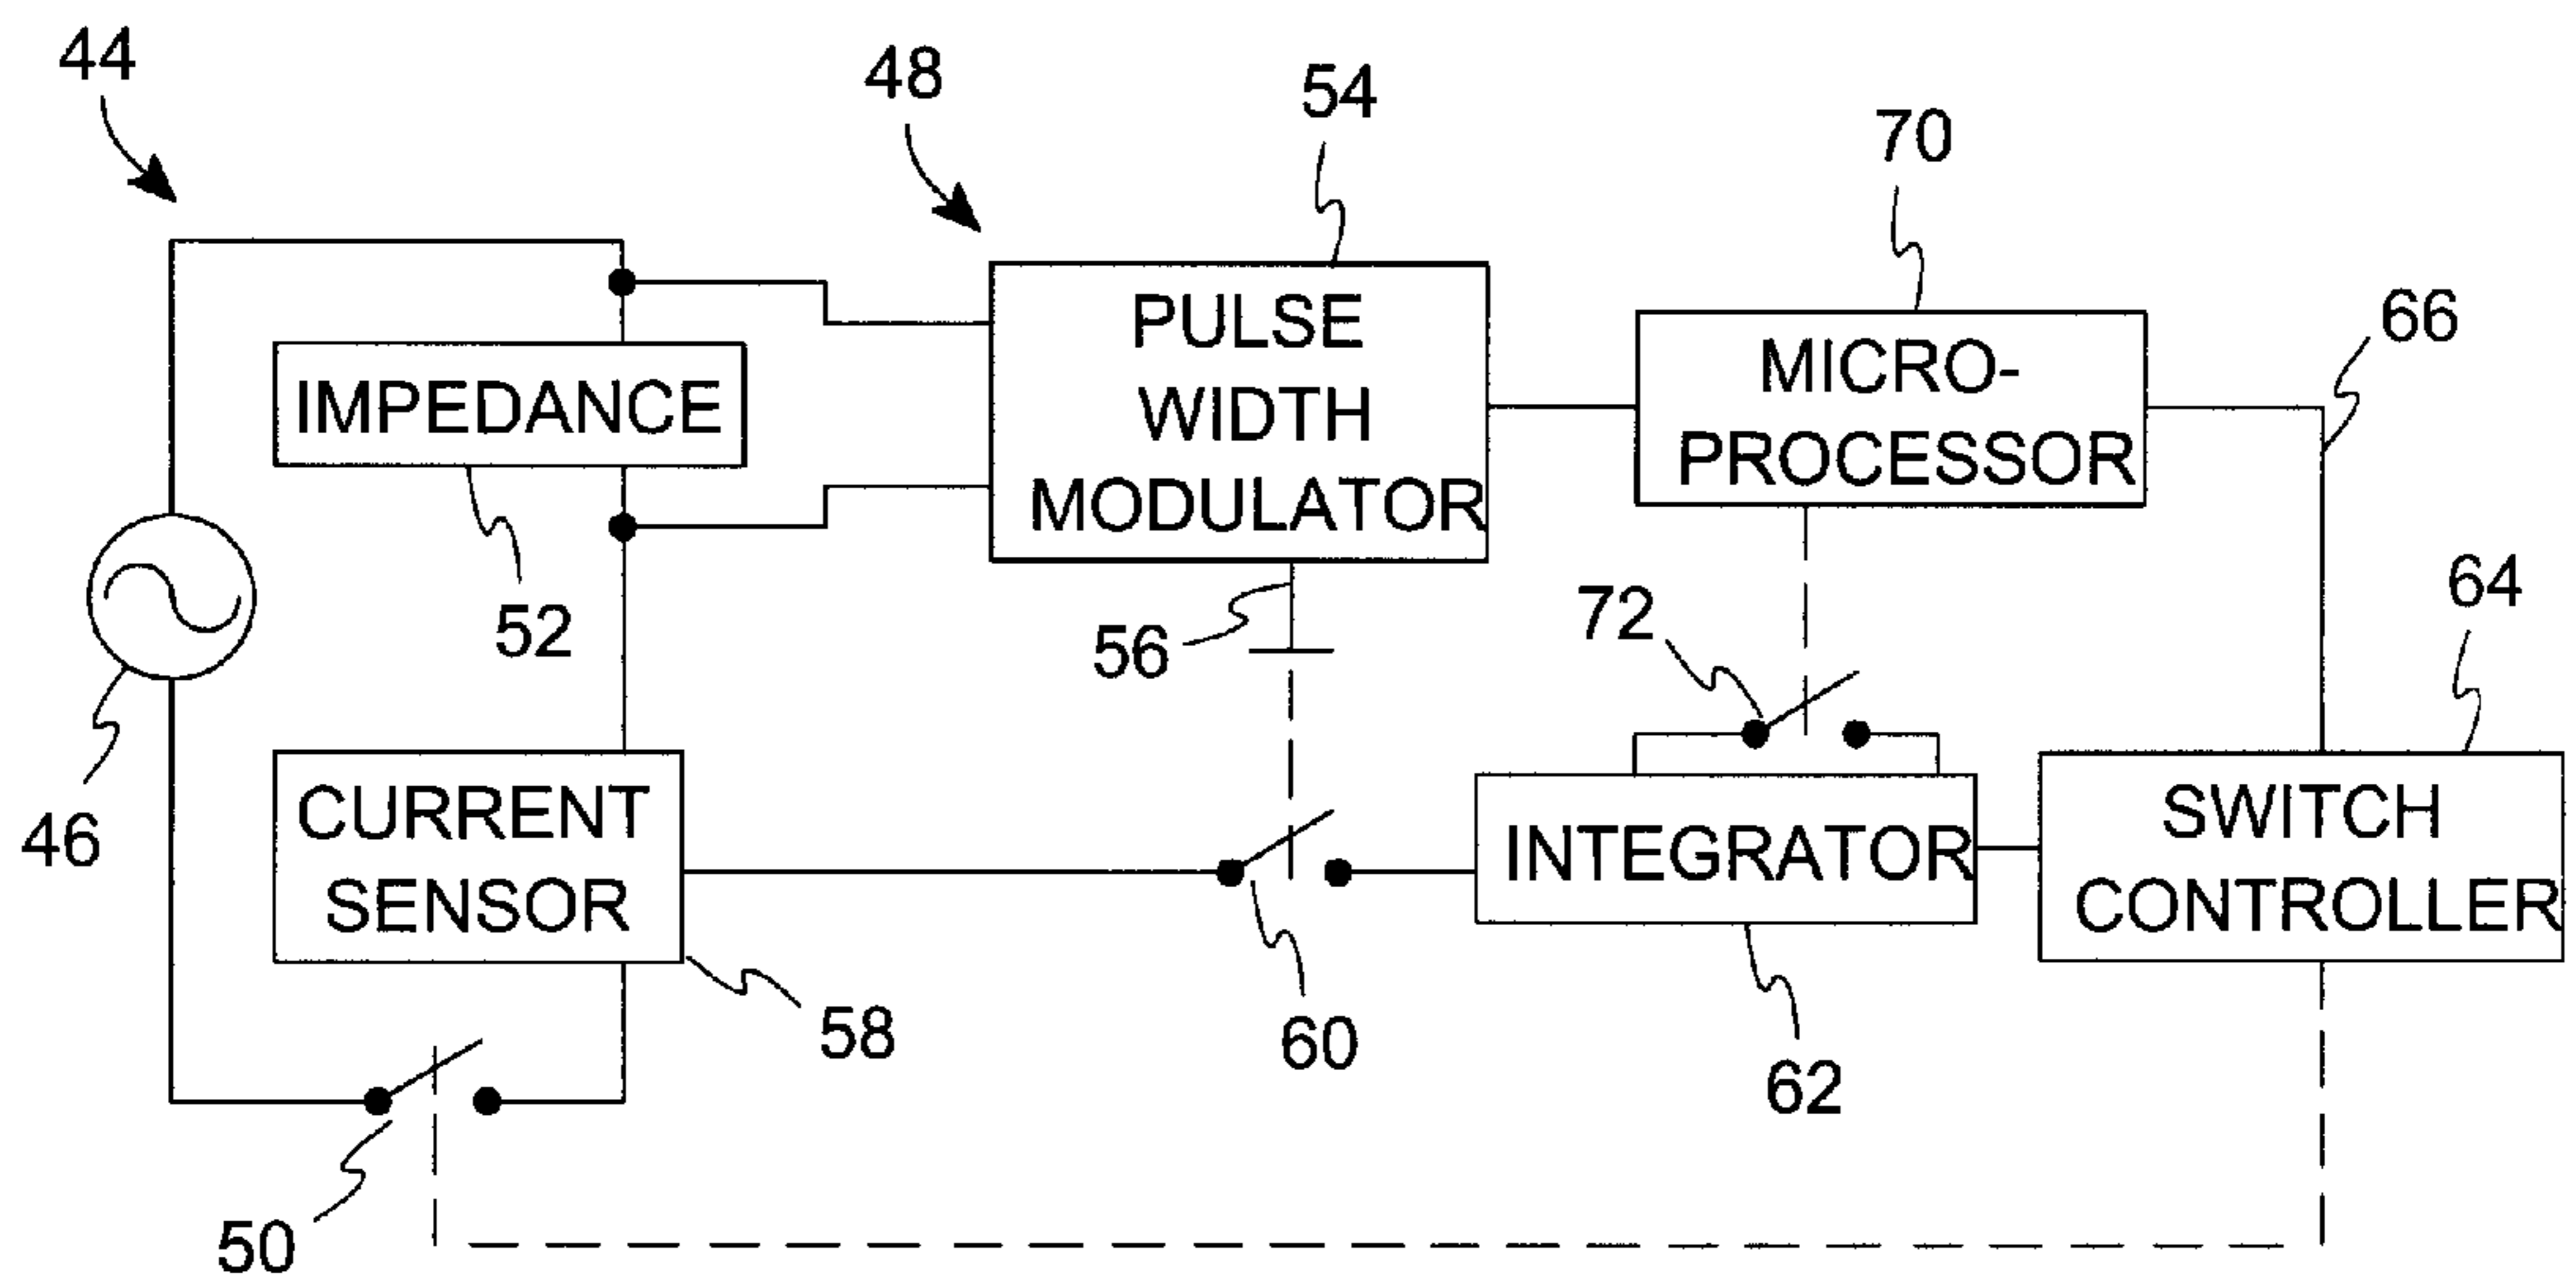 44
48
54
70
66
PULSE
WIDTH
MODULATOR
MICRO-
PROCESSOR
IMPEDANCE
52
56
72
64
46
CURRENT
SENSOR
INTEGRATOR
SWITCH
CONTROLLER
58
60
62
50